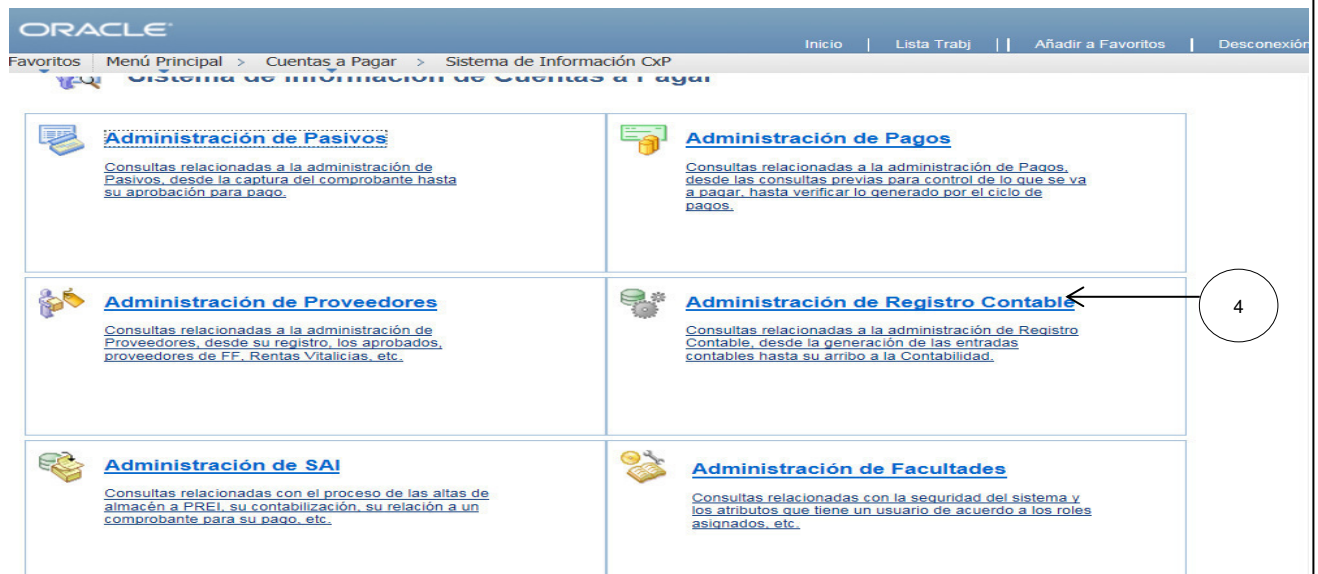 ORACLE
Inicio | Lista Trabj | | Añadir a Favoritos | Desconexión
Favoritos Menú Principal > Cuentas a Pagar > Sistema de Información CxP
Sistema de Información de Cuentas a Pagar
Administración de Pasivos
Consultas relacionadas a la administración de
Pasivos, desde la captura del comprobante hasta
su aprobación para pago.
Administración de Pagos
Consultas relacionadas a la administración de Pagos,
desde las consultas previas para control de lo que se va
a pagar, hasta verificar lo generado por el ciclo de
pagos.
Administración de Proveedores
Consultas relacionadas a la administración de
Proveedores, desde su registro, los aprobados,
proveedores de FF, Rentas Vitalicias, etc.
Administración de Registro Contable
Consultas relacionadas a la administración de Registro
Contable, desde la generación de las entradas
contables hasta su arribo a la Contabilidad.
4
Administración de SAI
Consultas relacionadas con el proceso de las altas de
almacén a PREI, su contabilización, su relación a un
comprobante para su pago, etc.
Administración de Facultades
Consultas relacionadas con la seguridad del sistema y
los atributos que tiene un usuario de acuerdo a los roles
asignados, etc.